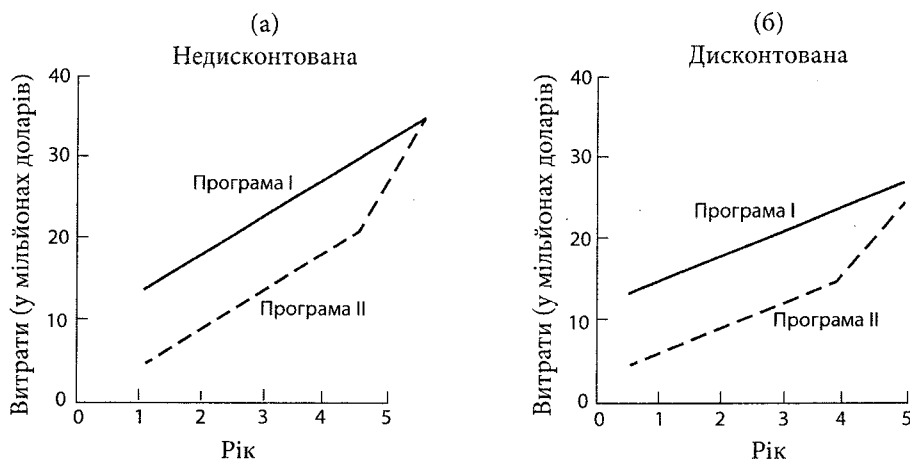 (а)
Недисконтована
Витрати (у мільйонах доларів)
40
30
20
10
0
Програма I
Програма II
0 1 2 3 4 5
Рік
(б)
Дисконтована
Витрати (у мільйонах доларів)
40
30
20
10
0
Програма I
Програма II
0 1 2 3 4 5
Рік